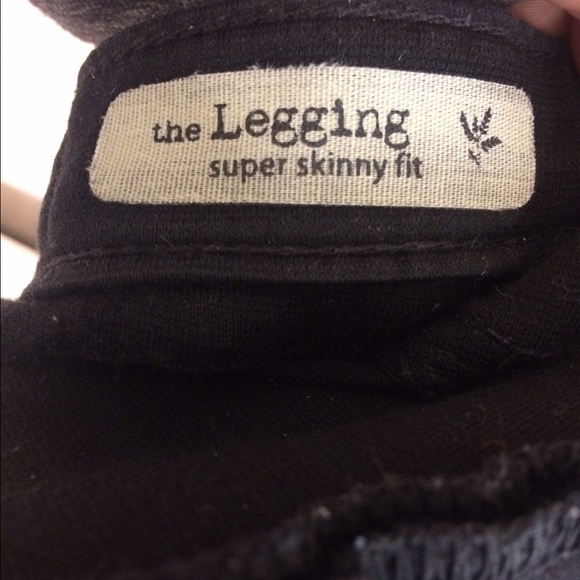 the Legging
super skinny fit